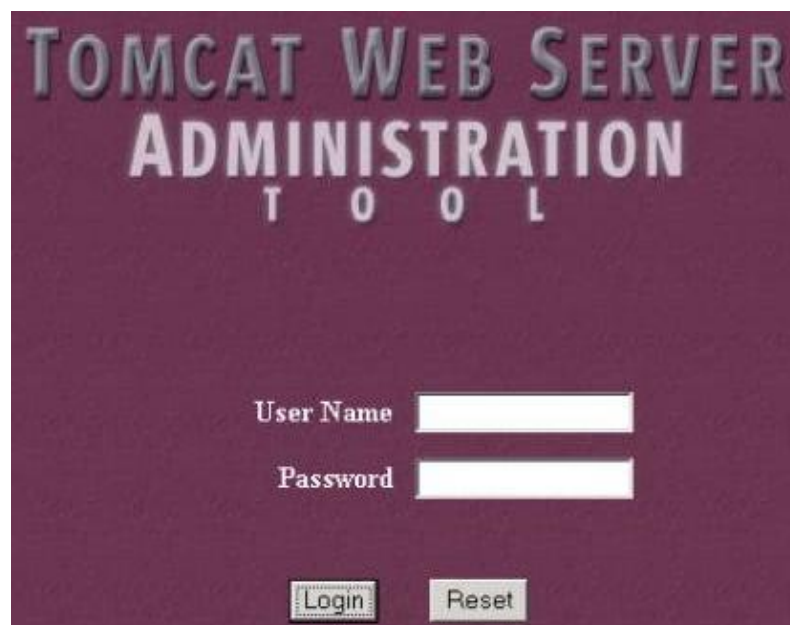 TOMCAT WEB SERVER
ADMINISTRATION
TOOL
User Name
Password
Login Reset